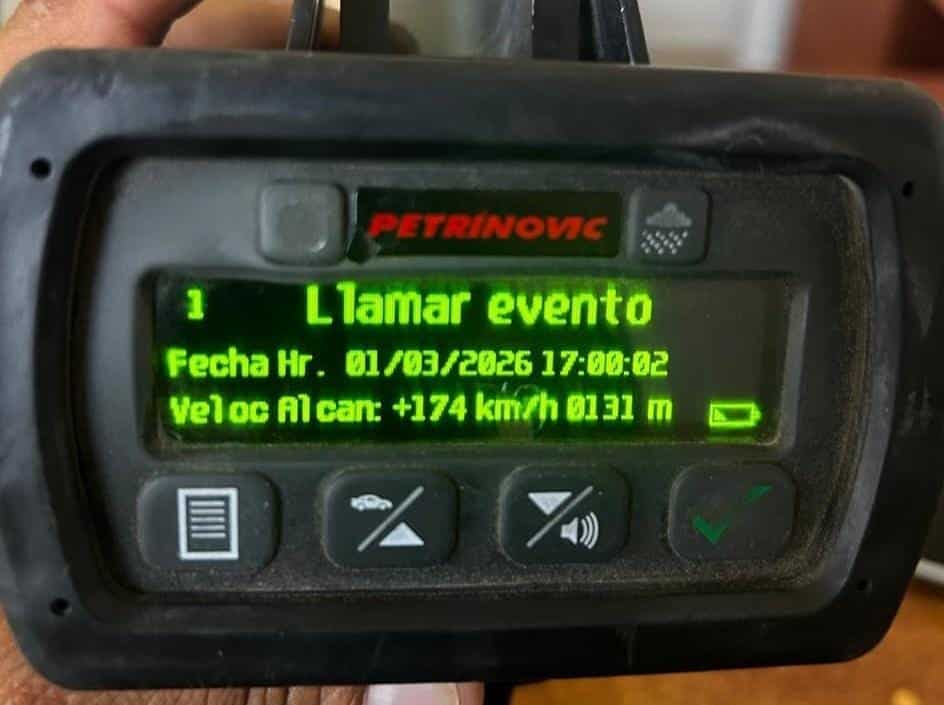 PETRINOVIC
1 Llamar evento
Fecha Hr. 01/03/2026 17:00:02
Veloc Alcan: +174 km/h 0131 m